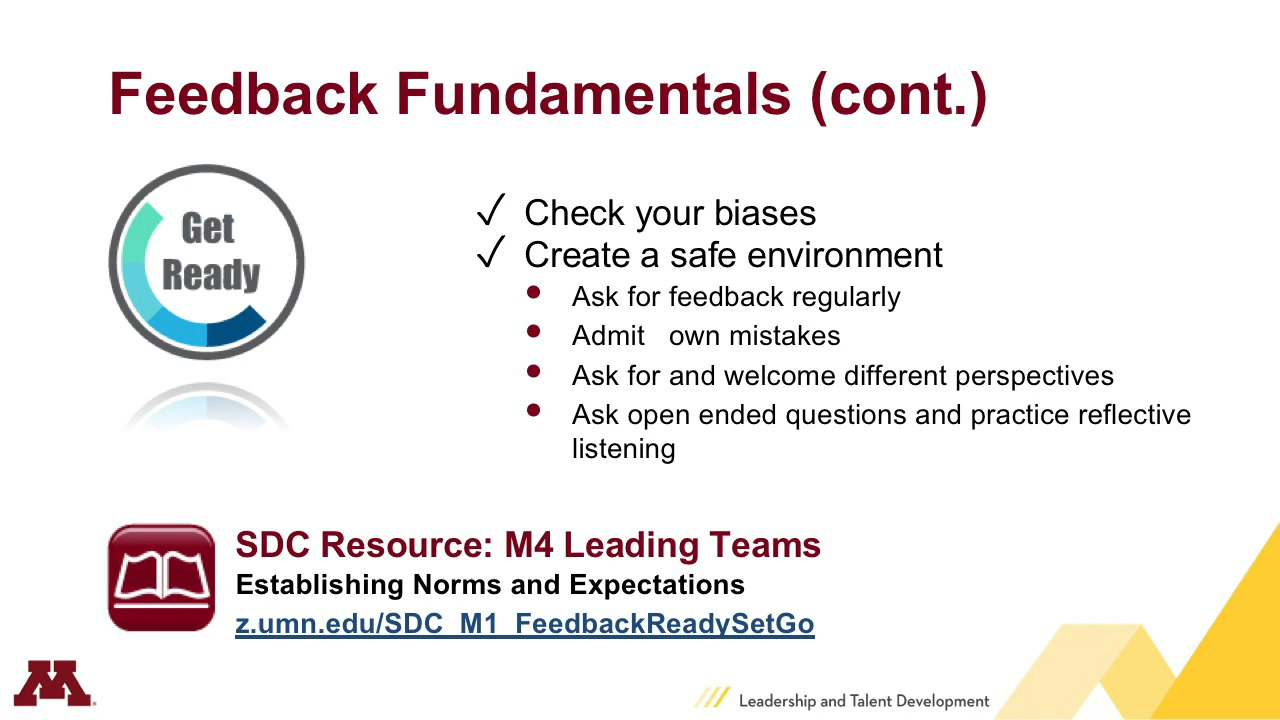 Feedback Fundamentals (cont.)
Get
Ready
✓ Check your biases
✓ Create a safe environment
• Ask for feedback regularly
• Admit own mistakes
• Ask for and welcome different perspectives
• Ask open ended questions and practice reflective
listening
SDC Resource: M4 Leading Teams
Establishing Norms and Expectations
z.umn.edu/SDC_M1_FeedbackReadySetGo
M
Leadership and Talent Development